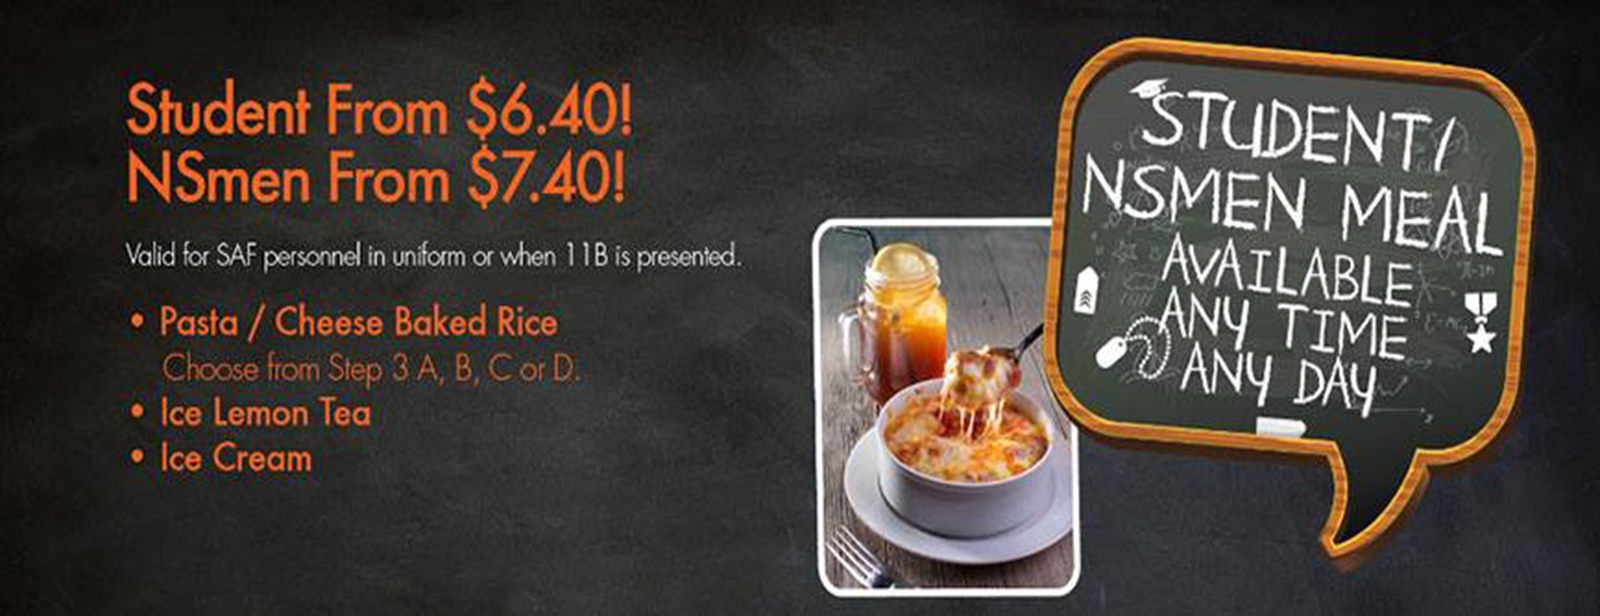 Student From $6.40!
NSmen From $7.40!
Valid for SAF personnel in uniform or when 11B is presented.
• Pasta / Cheese Baked Rice
Choose from Step 3 A, B, C or D.
• Ice Lemon Tea
• Ice Cream
STUDENT/
NSMEN MEAL
AVAILABLE
ANY TIME
ANY DAY